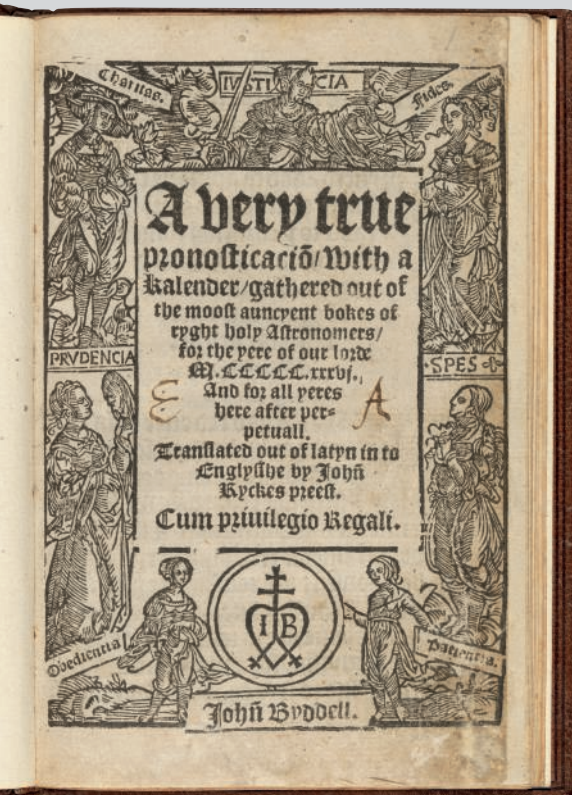 Charitas.
IVSTICIA
Fides.
A very true
pronosticaciõ/with a
kalender/gathered out of
the moost auncyent bokes of
ryght holy Astronomers/
for the yere of our lorde
M.CCCCC.xxxvj.,
And for all yeres
here after per=
petuall.
E A
Translated out of latyn in to
Englysshe by Johñ
Ryckes preest.
Cum priuilegio Regali.
PRVDENCIA
·SPES
Obedientia
Patientia.
I B
Johñ Byddell.